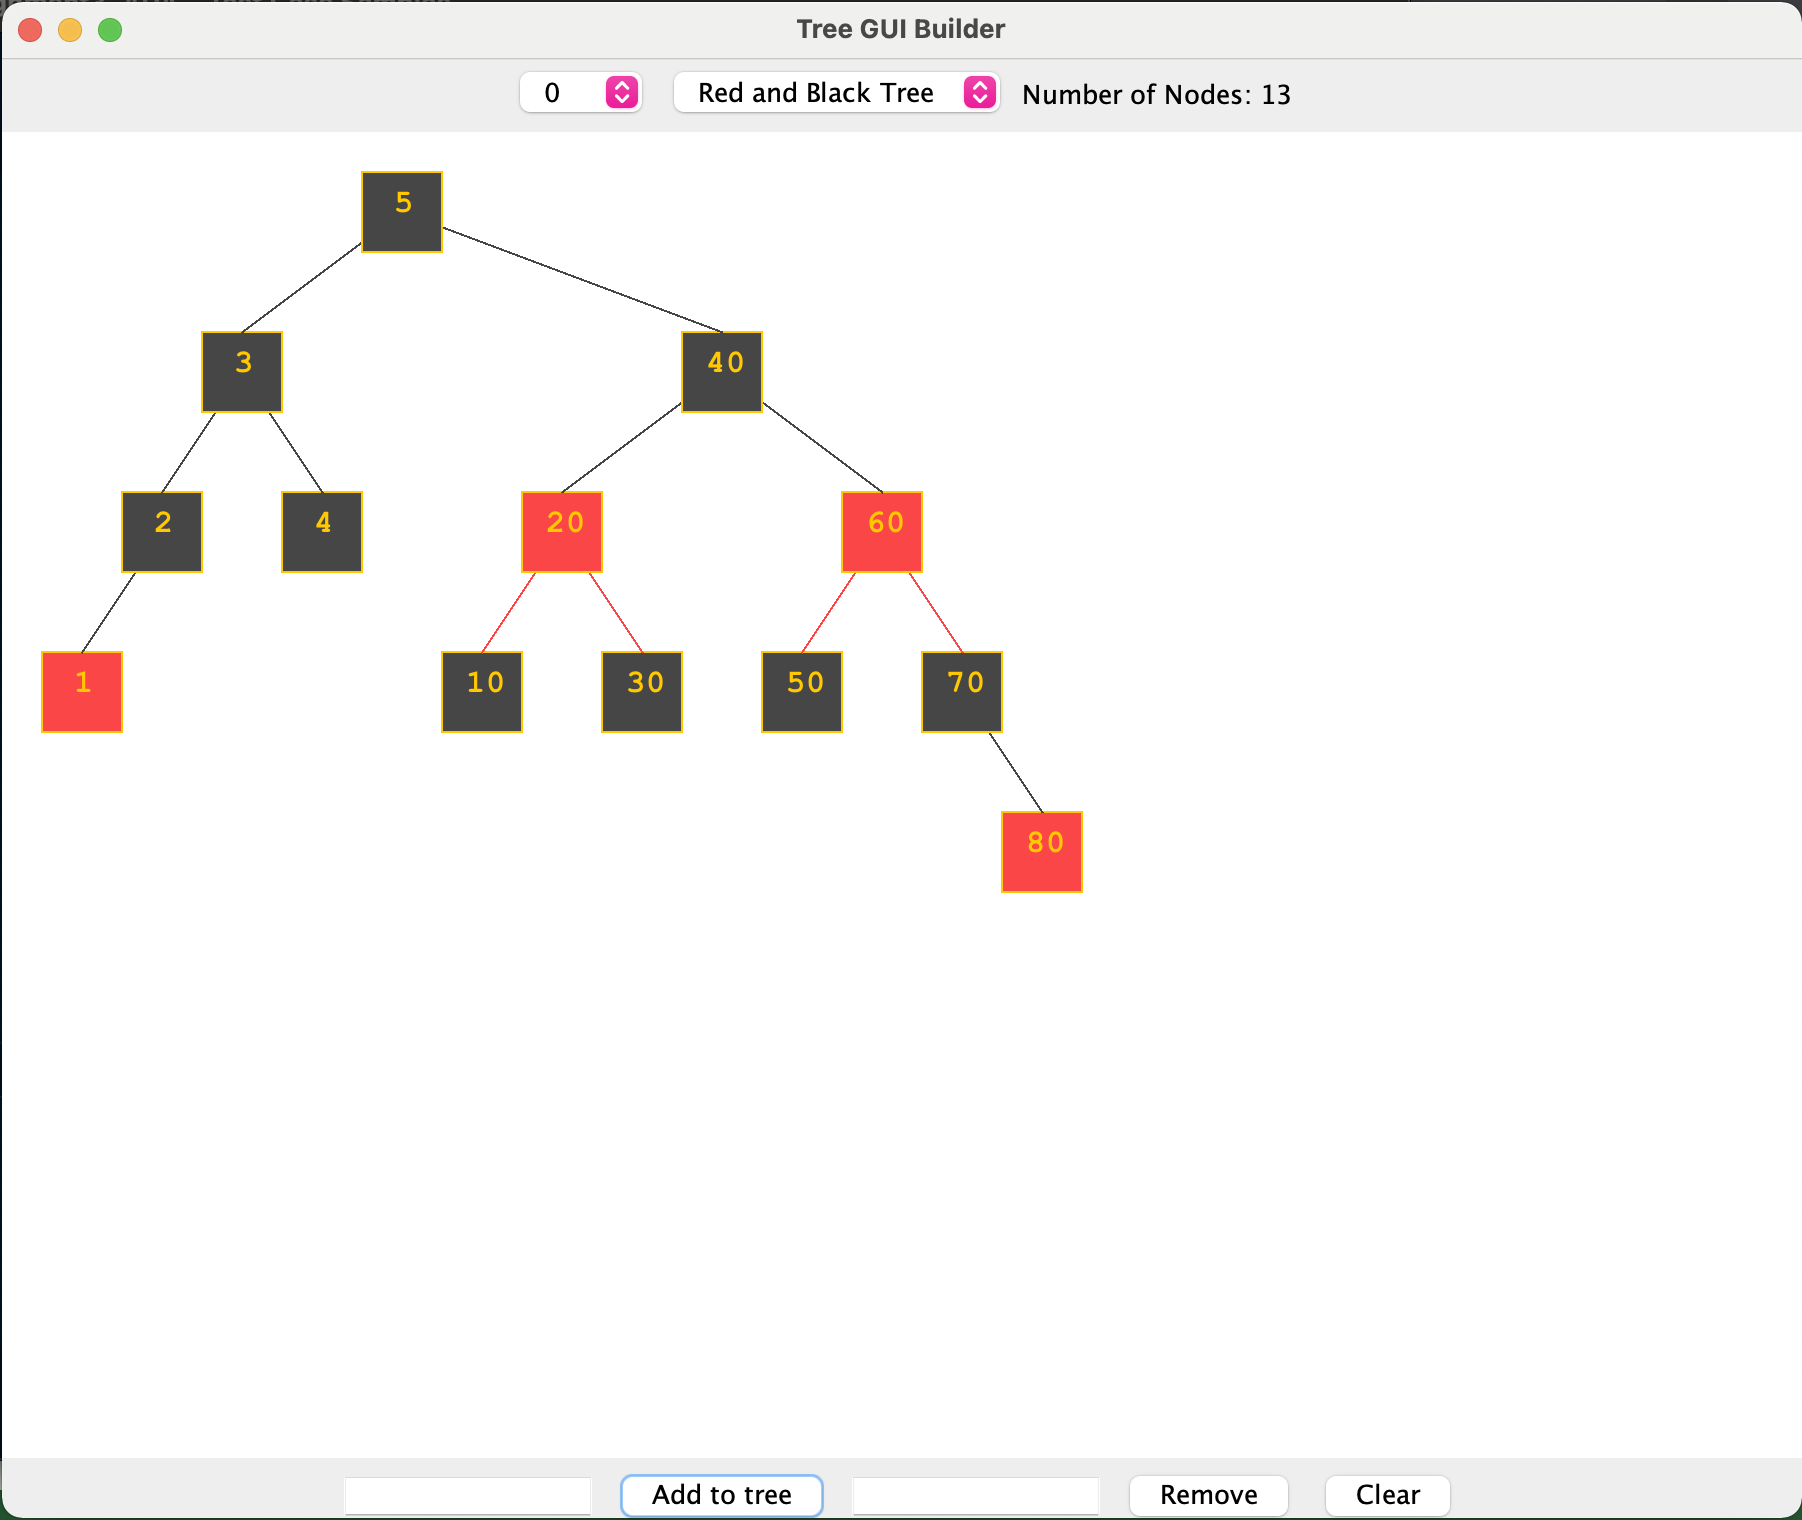 Tree GUI Builder
0 Red and Black Tree Number of Nodes: 13
5
3 40
2 4 20 60
1 10 30 50 70
80
Add to tree Remove Clear